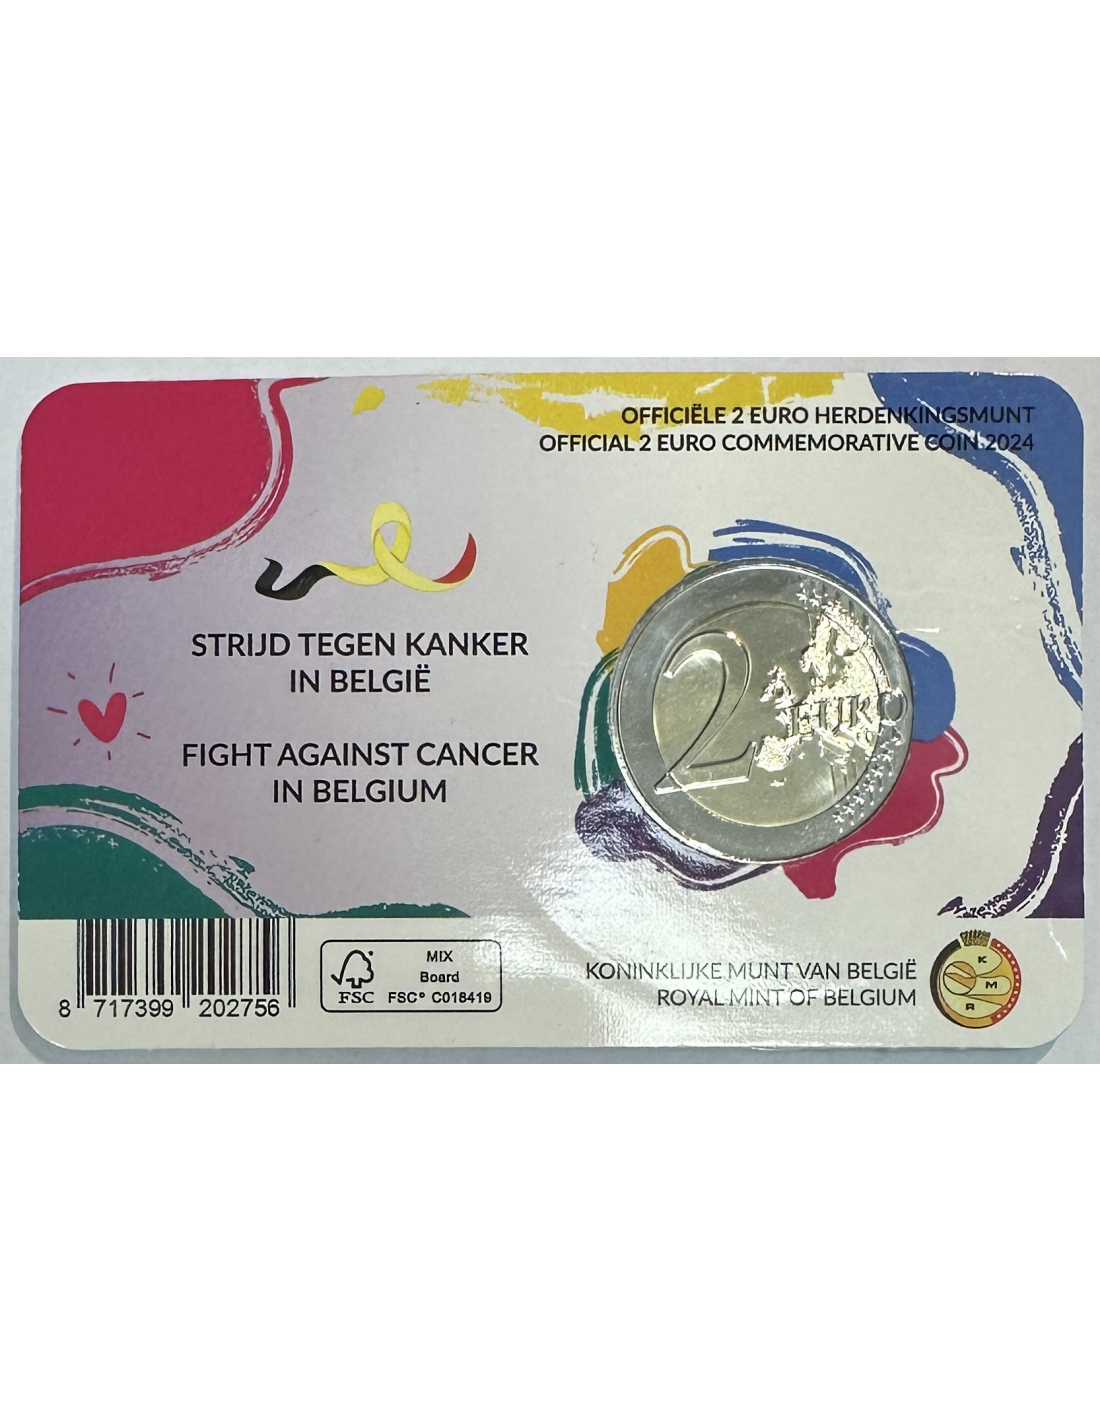 OFFICIËLE 2 EURO HERDENKINGSMUNT
OFFICIAL 2 EURO COMMEMORATIVE COIN 2024
STRIJD TEGEN KANKER
IN BELGIË
FIGHT AGAINST CANCER
IN BELGIUM
2 EURO
8 717399 202756
FSC
MIX
Board
FSC® C018419
KONINKLIJKE MUNT VAN BELGIË
ROYAL MINT OF BELGIUM
K
M
R